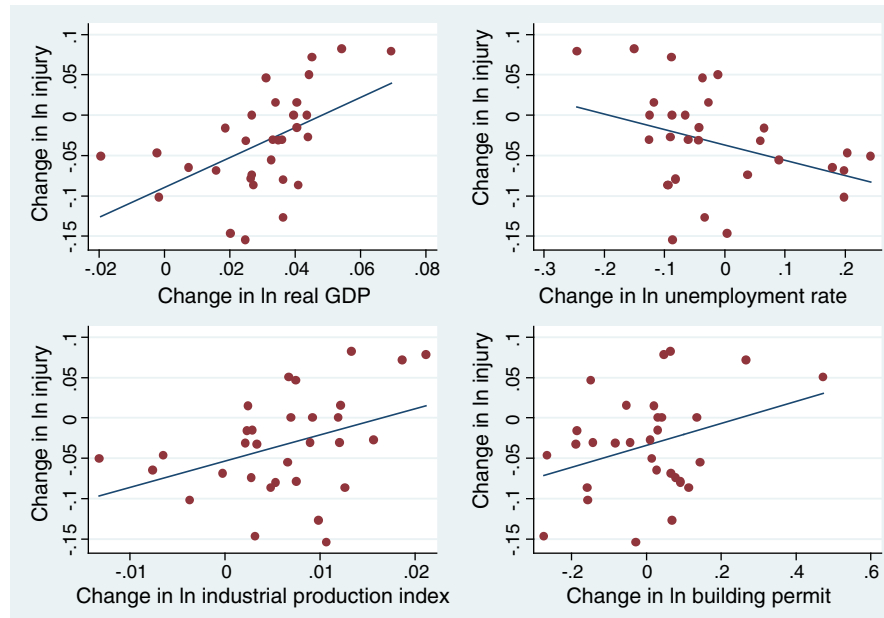 Change in ln injury
.1
.05
0
-.05
-.1
-.15
-.02 0 .02 .04 .06 .08
Change in ln real GDP
Change in ln injury
.1
.05
0
-.05
-.1
-.15
-.3 -.2 -.1 0 .1 .2
Change in ln unemployment rate
Change in ln injury
.1
.05
0
-.05
-.1
-.15
-.01 0 .01 .02
Change in ln industrial production index
Change in ln injury
.1
.05
0
-.05
-.1
-.15
-.2 0 .2 .4 .6
Change in ln building permit